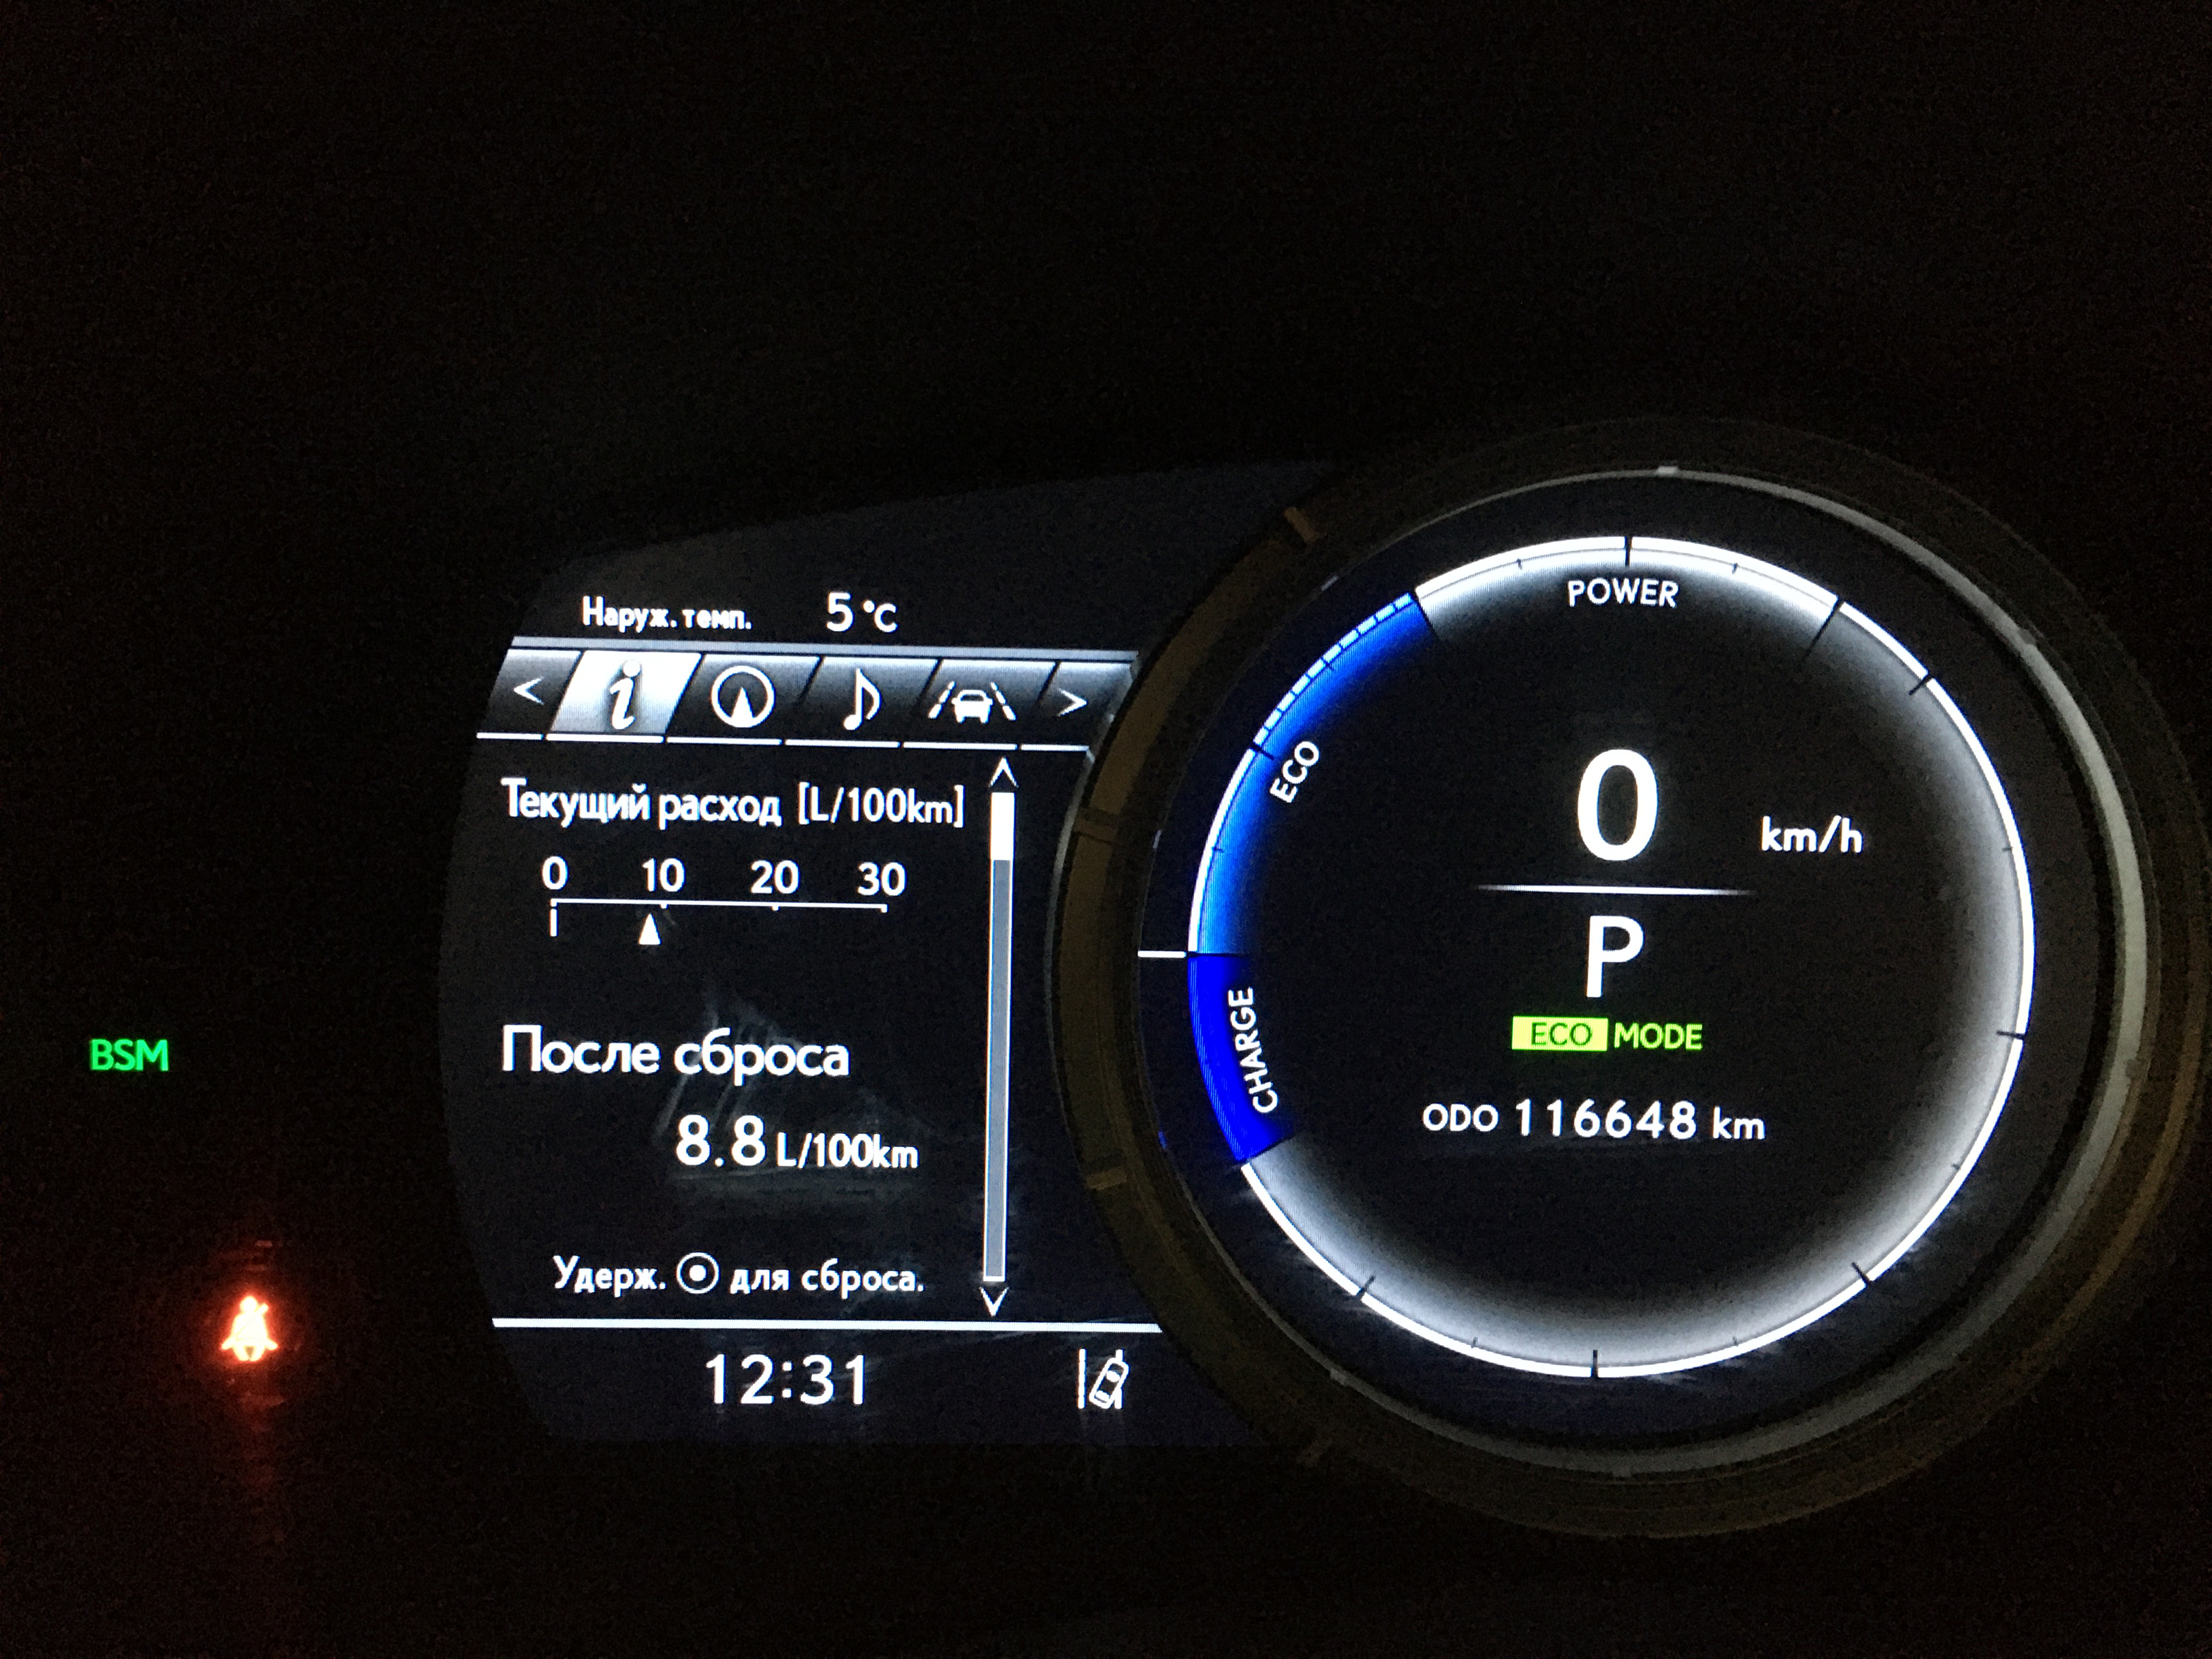 Наруж. темп. 5 °C
< i >
Текущий расход [L/100km]
0 10 20 30
После сброса
8.8 L/100km
Удерж. для сброса.
12:31
BSM
POWER
ECO
CHARGE
0 km/h
P
ECO MODE
ODO 116648 km